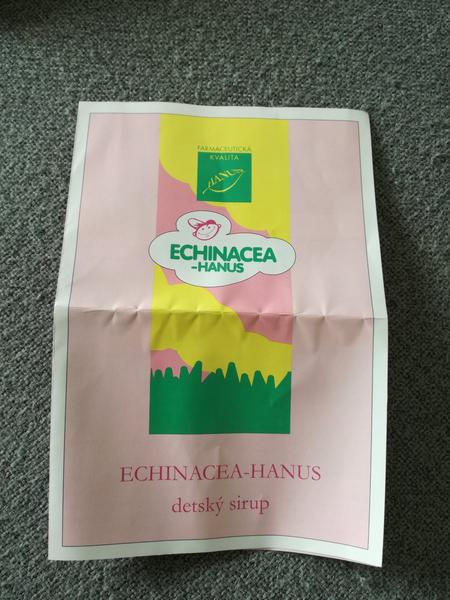 FARMACEUTICKÁ
KVALITA
HANUS
ECHINACEA
-HANUS
ECHINACEA-HANUS
detský sirup